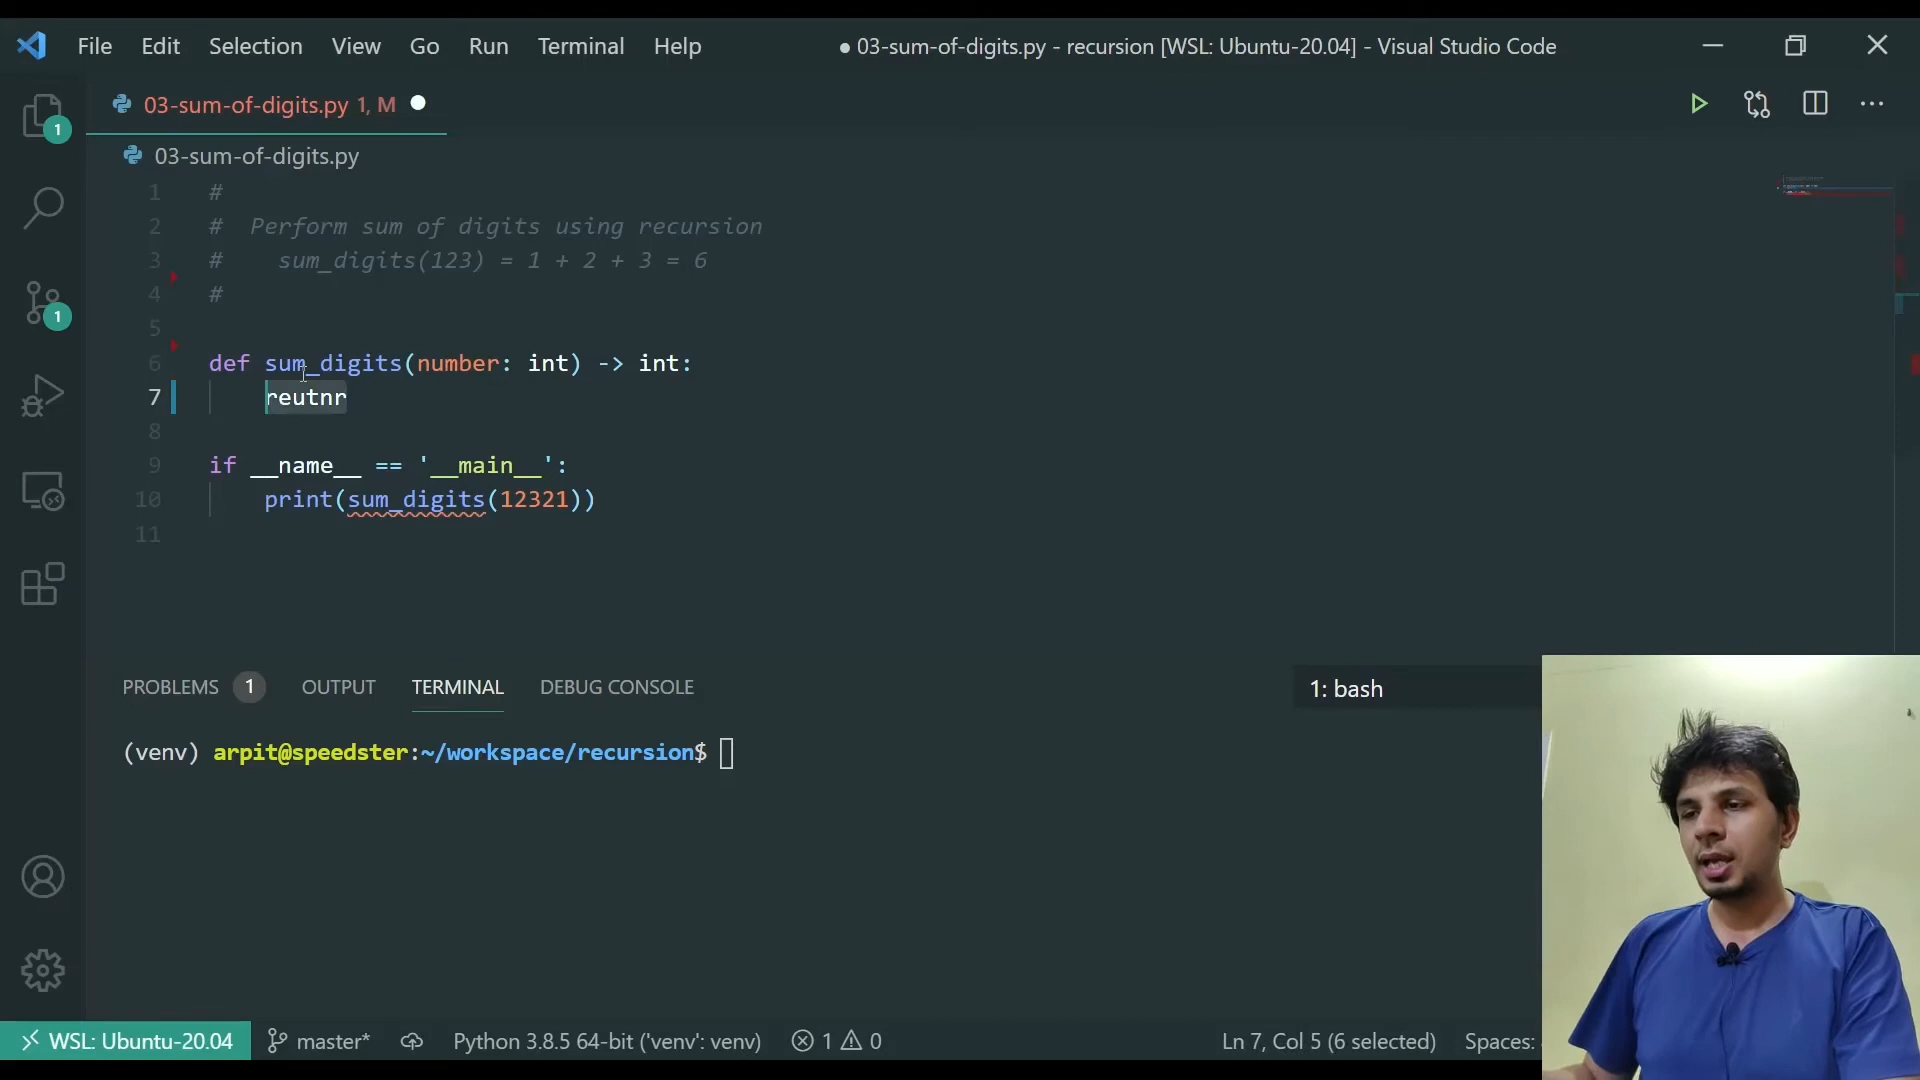 File Edit Selection View Go Run Terminal Help ● 03-sum-of-digits.py - recursion [WSL: Ubuntu-20.04] - Visual Studio Code
03-sum-of-digits.py 1, M
1
03-sum-of-digits.py
1 #
2 # Perform sum of digits using recursion
3 # sum_digits(123) = 1 + 2 + 3 = 6
4 #
5
6 def sum_digits(number: int) -> int:
7 reutnr
8
9 if __name__ == '__main__':
10 print(sum_digits(12321))
11
1
PROBLEMS 1 OUTPUT TERMINAL DEBUG CONSOLE 1: bash
(venv) arpit@speedster:~/workspace/recursion$
WSL: Ubuntu-20.04 master* Python 3.8.5 64-bit ('venv': venv) 1 0 Ln 7, Col 5 (6 selected) Spaces: